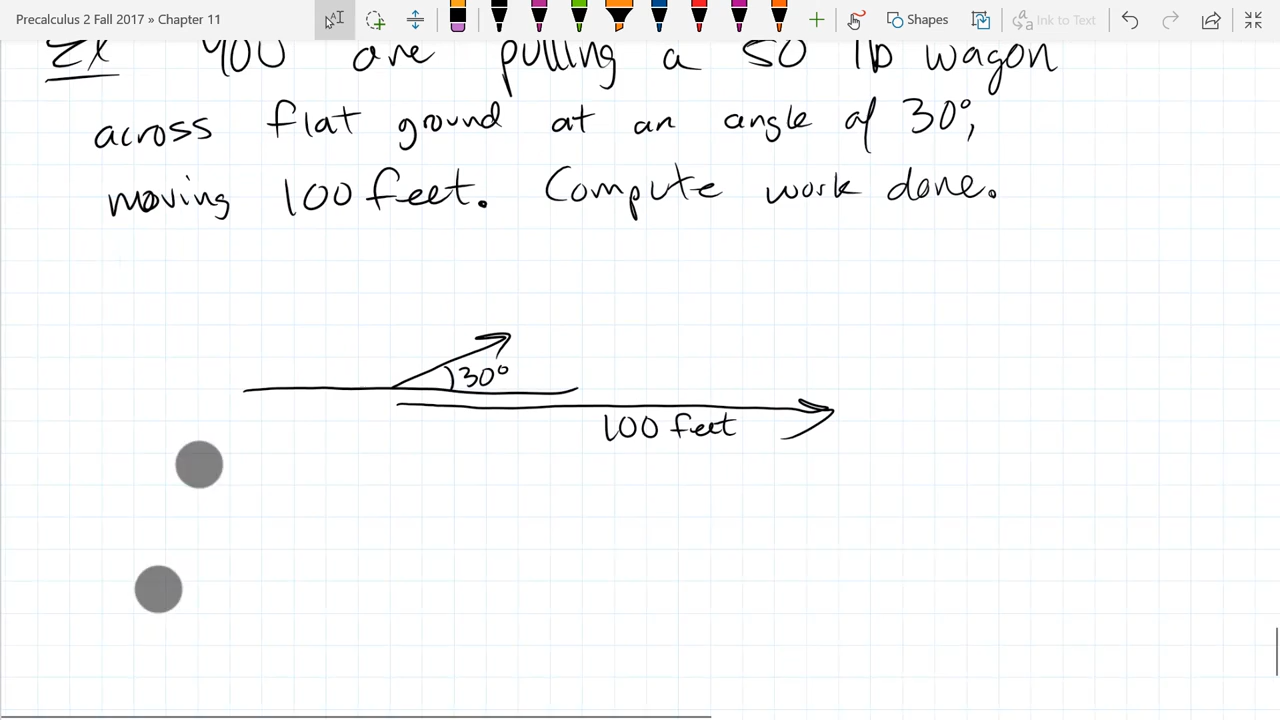 Precalculus 2 Fall 2017 » Chapter 11
Shapes
Ink to Text
Ex You are pulling a 50 lb wagon
across flat ground at an angle of 30°,
moving 100 feet. Compute work done.
30°
100 feet